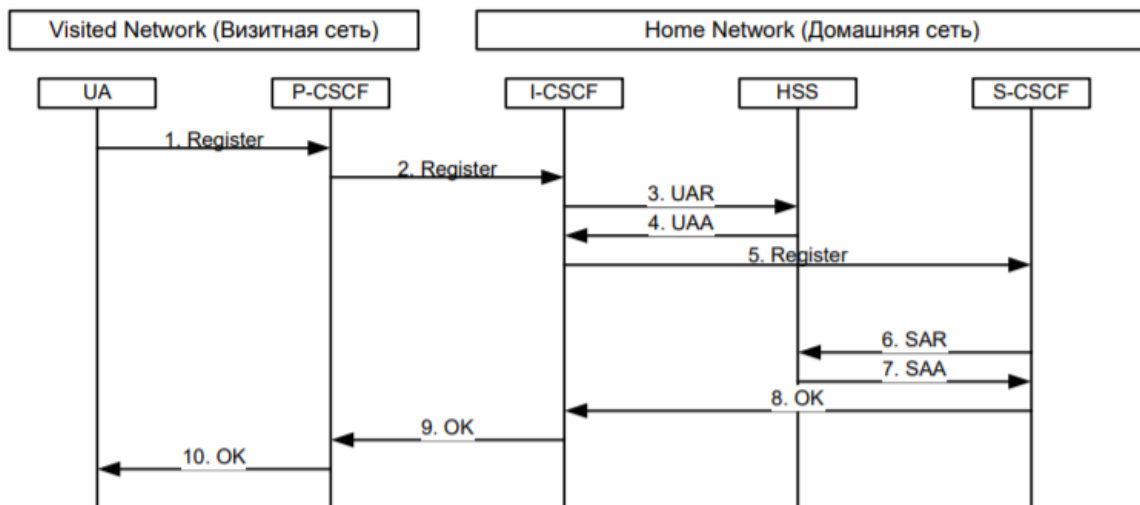 Visited Network (Визитная сеть)
Home Network (Домашняя сеть)
UA
P-CSCF
I-CSCF
HSS
S-CSCF
1. Register
2. Register
3. UAR
4. UAA
5. Register
6. SAR
7. SAA
8. OK
9. OK
10. OK